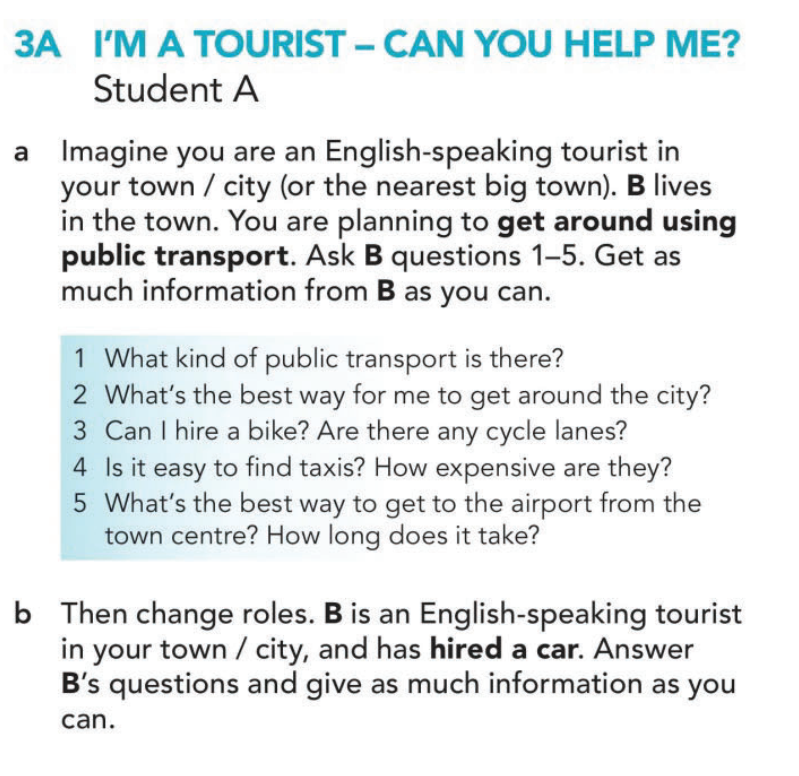 3A I'M A TOURIST – CAN YOU HELP ME?
Student A
a Imagine you are an English-speaking tourist in
your town / city (or the nearest big town). B lives
in the town. You are planning to get around using
public transport. Ask B questions 1–5. Get as
much information from B as you can.
1 What kind of public transport is there?
2 What's the best way for me to get around the city?
3 Can I hire a bike? Are there any cycle lanes?
4 Is it easy to find taxis? How expensive are they?
5 What's the best way to get to the airport from the
town centre? How long does it take?
b Then change roles. B is an English-speaking tourist
in your town / city, and has hired a car. Answer
B's questions and give as much information as you
can.